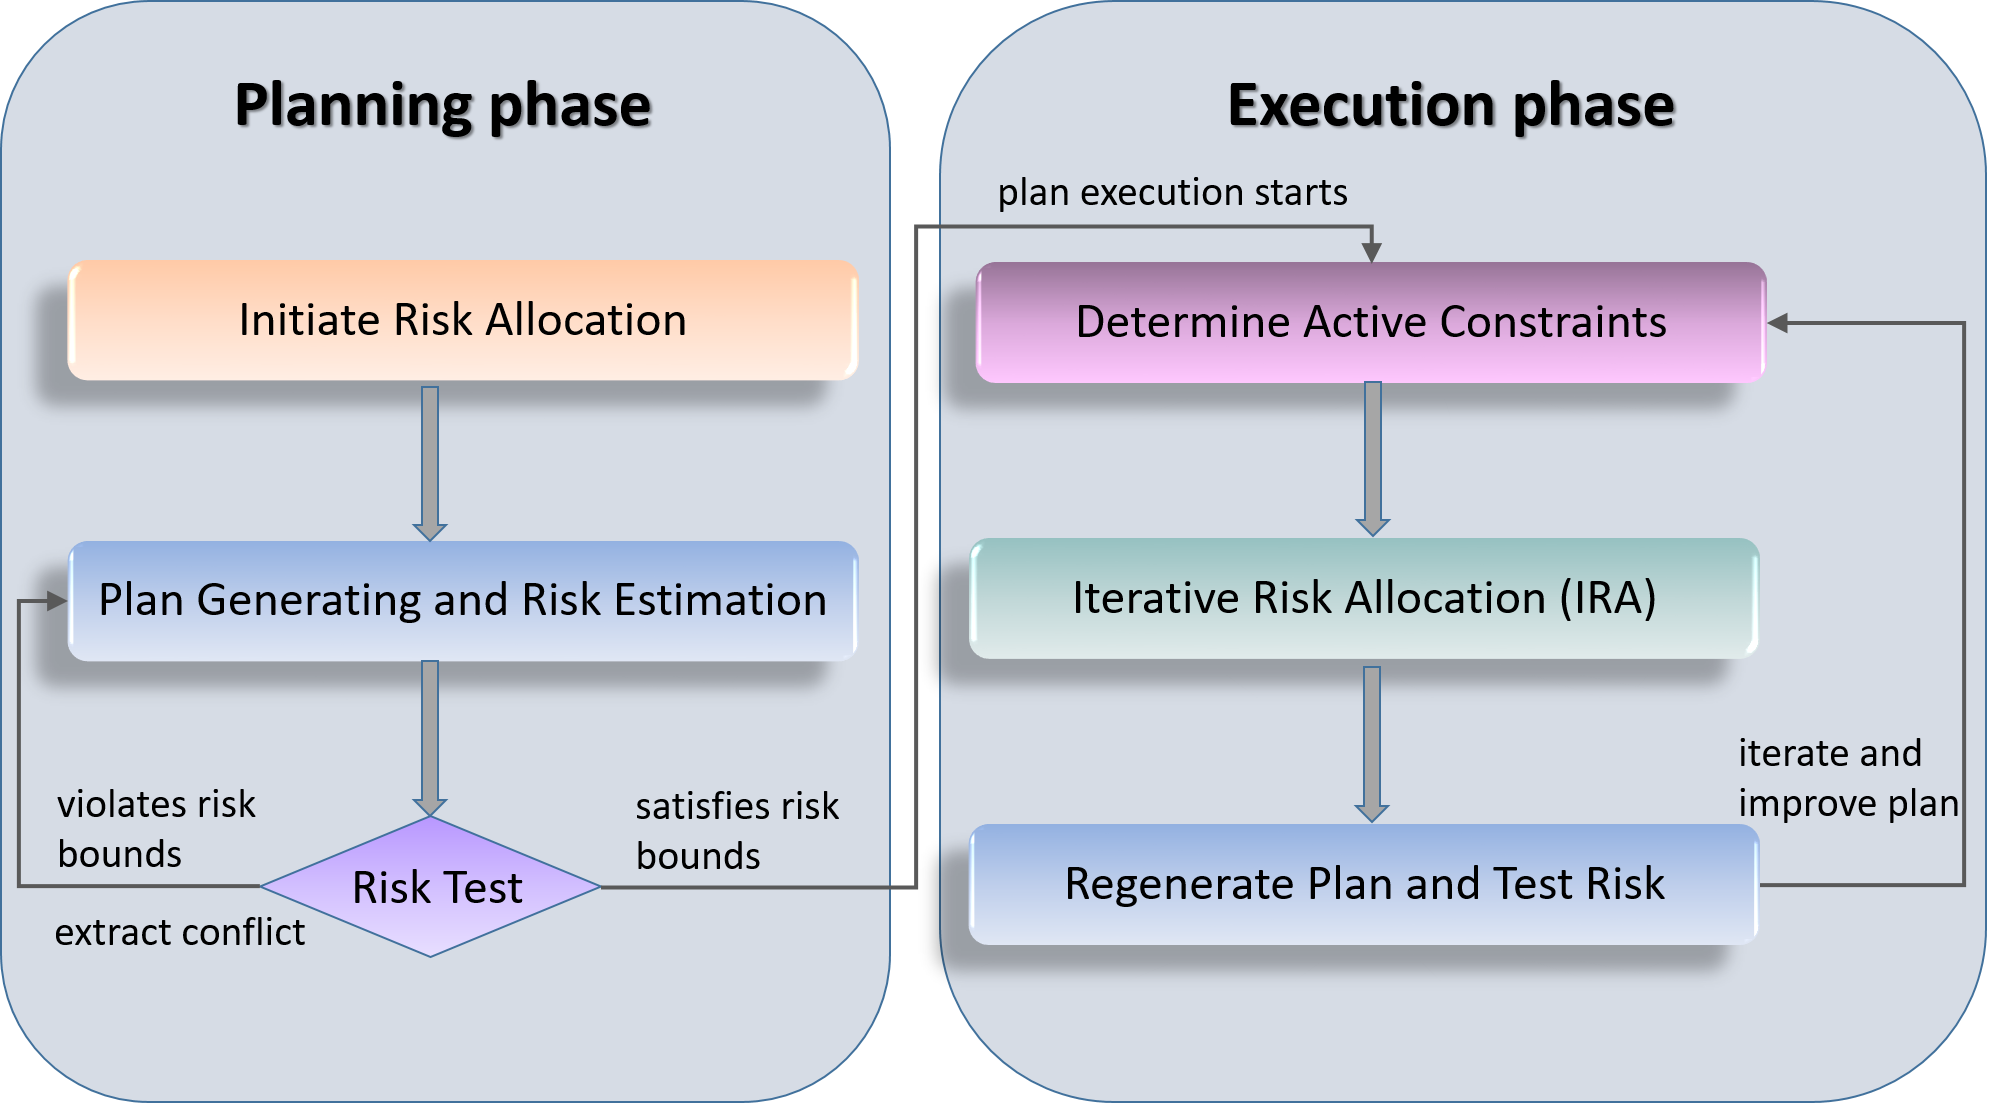 Planning phase
Initiate Risk Allocation
Plan Generating and Risk Estimation
violates risk
bounds
extract conflict
Risk Test
satisfies risk
bounds
Execution phase
plan execution starts
Determine Active Constraints
Iterative Risk Allocation (IRA)
iterate and
improve plan
Regenerate Plan and Test Risk